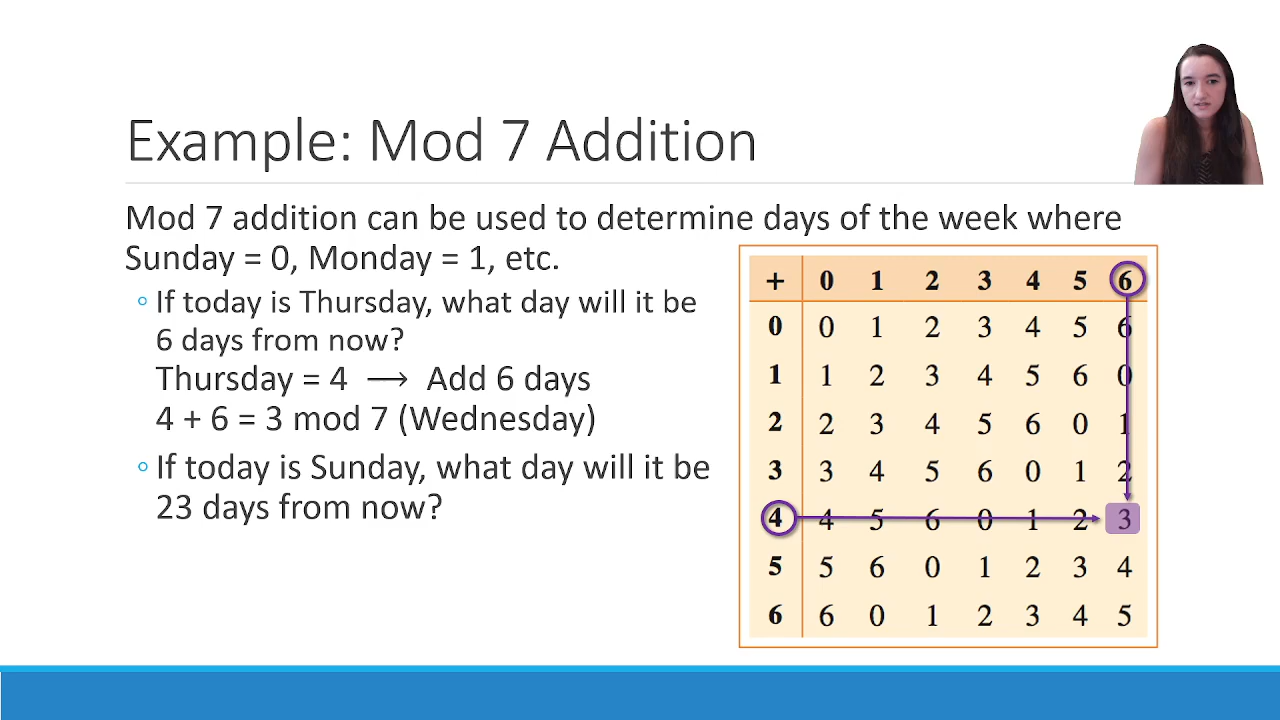 Example: Mod 7 Addition
Mod 7 addition can be used to determine days of the week where
Sunday = 0, Monday = 1, etc.
◦ If today is Thursday, what day will it be
6 days from now?
Thursday = 4 ⟶ Add 6 days
4 + 6 = 3 mod 7 (Wednesday)
◦ If today is Sunday, what day will it be
23 days from now?
+ 0 1 2 3 4 5 6
0 0 1 2 3 4 5 6
1 1 2 3 4 5 6 0
2 2 3 4 5 6 0 1
3 3 4 5 6 0 1 2
4 4 5 6 0 1 2 3
5 5 6 0 1 2 3 4
6 6 0 1 2 3 4 5